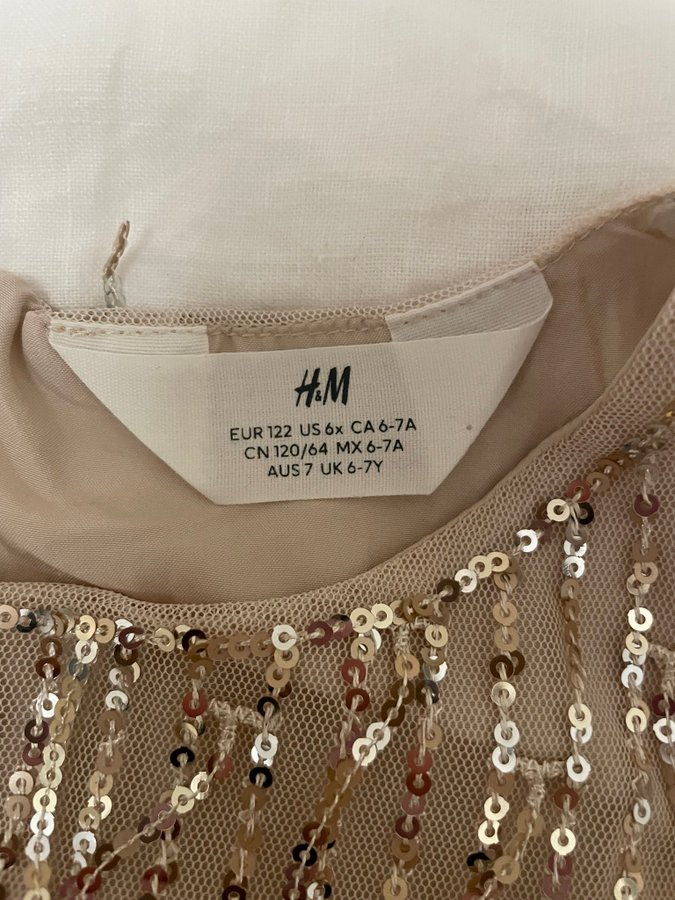 H&M
EUR 122 US 6x CA 6-7A
CN 120/64 MX 6-7A
AUS 7 UK 6-7Y